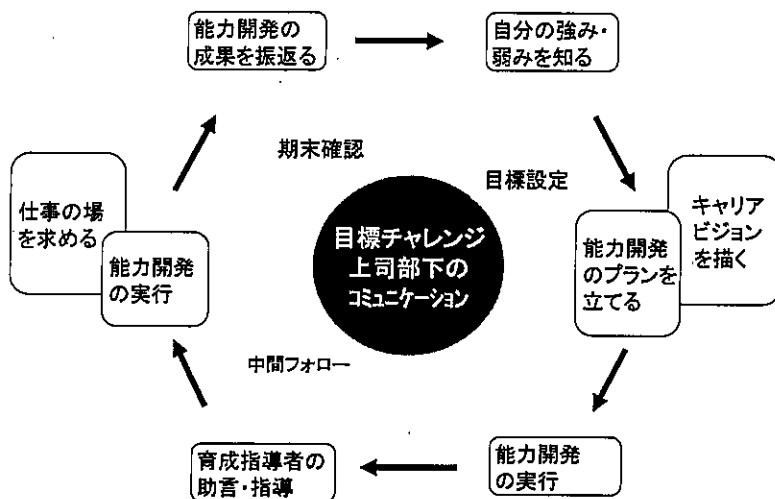 能力開発の
成果を振返る
自分の強み・
弱みを知る
期末確認
目標設定
仕事の場
を求める
能力開発
の実行
目標チャレンジ
上司部下の
コミュニケーション
能力開発
のプランを
立てる
キャリア
ビジョン
を描く
中間フォロー
育成指導者の
助言・指導
能力開発
の実行